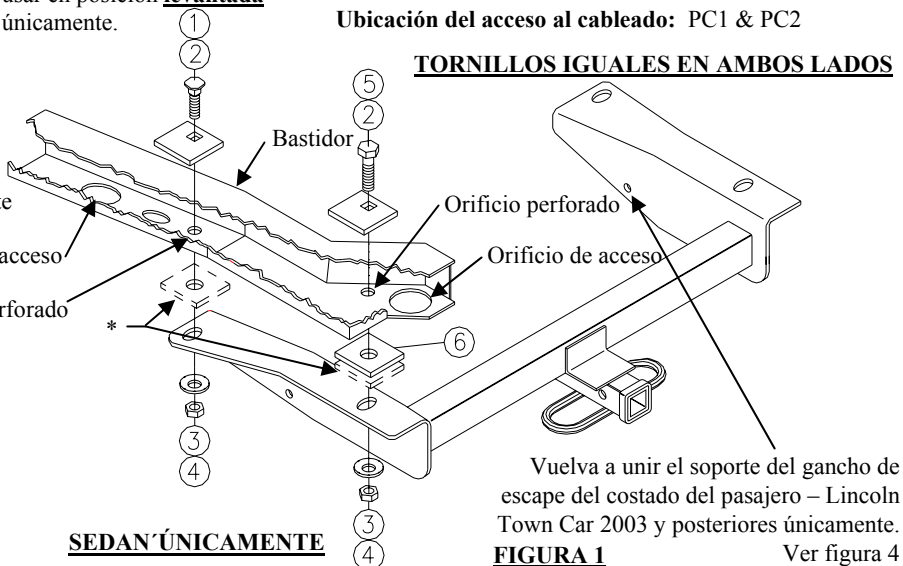 usar en posición levantada
únicamente.
Ubicación del acceso al cableado: PC1 & PC2
TORNILLOS IGUALES EN AMBOS LADOS
1
2
5
2
Bastidor
te
acceso
Orificio perforado
Orificio de acceso
rforado
*
6
3
4
3
4
Vuelva a unir el soporte del gancho de
escape del costado del pasajero – Lincoln
Town Car 2003 y posteriores únicamente.
Ver figura 4
SEDAN´ÚNICAMENTE
FIGURA 1